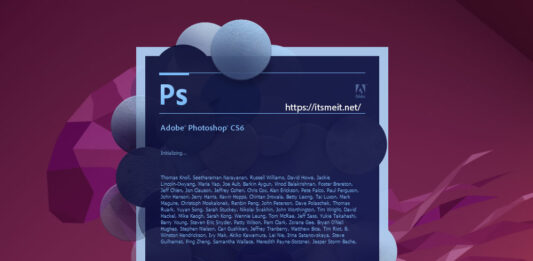 Ps
Adobe
https://itsmeit.net/
Adobe® Photoshop® CS6
Initializing...
Thomas Knoll, Seetharaman Narayanan, Russell Williams, David Howe, Jackie
Lincoln-Owyang, Maria Yap, Joe Ault, Barkin Aygun, Vinod Balakrishnan, Foster Brereton,
Jeff Chien, Jon Clauson, Jeffrey Cohen, Chris Cox, Alan Erickson, Pete Falco, Paul Ferguson,
John Hanson, Jerry Harris, Kevin Hopps, Chintan Intwala, Betty Leong, Tai Luxon, Mark
Maguire, Christoph Moskalonek, Renbin Peng, John Peterson, Dave Polaschek, Thomas
Ruark, Yuyan Song, Sarah Stuckey, Nikolai Svakhin, John Worthington, Tim Wright, David
Hackel, Mike Keogh, Sarah Kong, Wennie Leung, Tom McRae, Jeff Sass, Yukie Takahashi,
Barry Young, Steven Eric Snyder, Patty Wilson, Pam Clark, Zorana Gee, Bryan O'Neil
Hughes, Stephen Nielson, Cari Gushiken, Jeffrey Tranberry, Matthew Bice, Tim Riot, B.
Winston Hendrickson, Ivy Mak, Akiko Kawamura, Lei Nie, Irina Satanovskaya, Steve
Guilhamet, Ping Zheng, Samantha Wallace, Meredith Payne-Stotzner, Jesper Storm Bache,